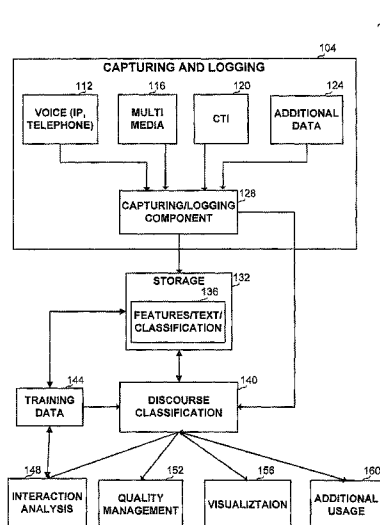 104
CAPTURING AND LOGGING
112
116
120
124
VOICE (IP,
TELEPHONE)
MULTI
MEDIA
CTI
ADDITIONAL
DATA
128
CAPTURING/LOGGING
COMPONENT
STORAGE
132
136
FEATURES/TEXT/
CLASSIFICATION
144
TRAINING
DATA
140
DISCOURSE
CLASSIFICATION
148
152
156
160
INTERACTION
ANALYSIS
QUALITY
MANAGEMENT
VISUALIZTAION
ADDITIONAL
USAGE